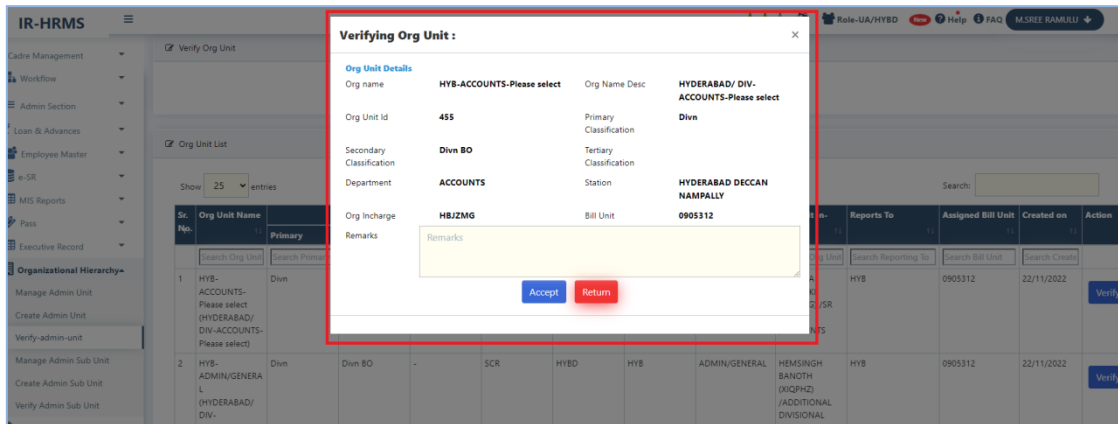 IR-HRMS
Role-UA/HYBD New Help FAQ M.SREE RAMULU
Cadre Management
Workflow
Admin Section
Loan & Advances
Employee Master
e-SR
MIS Reports
Pass
Executive Record
Organizational Hierarchy
Manage Admin Unit
Create Admin Unit
Verify-admin-unit
Manage Admin Sub Unit
Create Admin Sub Unit
Verify Admin Sub Unit
Verify Org Unit
Verifying Org Unit : ×
Org Unit Details
Org name HYB-ACCOUNTS-Please select Org Name Desc HYDERABAD/ DIV-
ACCOUNTS-Please select
Org Unit Id 455 Primary Divn
Classification
Secondary Divn BO Tertiary
Classification Classification
Department ACCOUNTS Station HYDERABAD DECCAN
NAMPALLY
Org Incharge HBJZMG Bill Unit 0905312
Remarks Remarks
Accept Return
Org Unit List
Show 25 entries Search:
Sr. Org Unit Name Reports To Assigned Bill Unit Created on Action
No. Primary
Search Org Unit Search Reporting To Search Bill Unit Search Create
1 HYB- Divn HYB 0905312 22/11/2022 Verify
ACCOUNTS-
Please select
(HYDERABAD/
DIV-ACCOUNTS-
Please select)
2 HYB- Divn Divn BO - SCR HYBD HYB ADMIN/GENERAL HEMSINGH HYB 0905312 22/11/2022 Verify
ADMIN/GENERA BANOTH
L (XIQPHZ)
(HYDERABAD/ /ADDITIONAL
DIV- DIVISIONAL